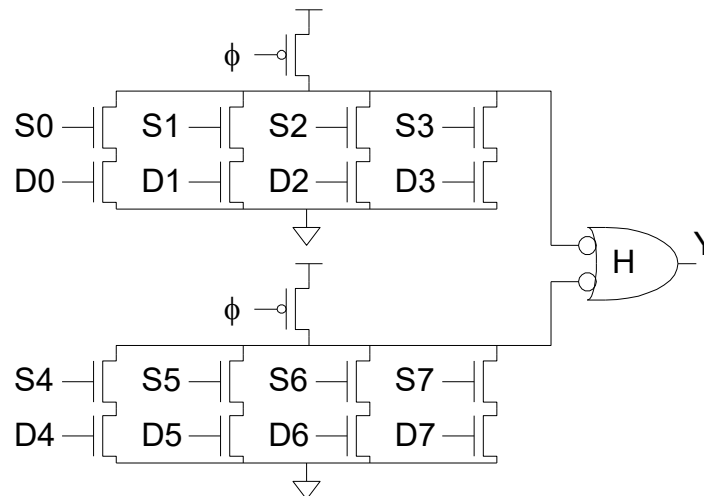 ϕ
S0 S1 S2 S3
D0 D1 D2 D3
H Y
ϕ
S4 S5 S6 S7
D4 D5 D6 D7